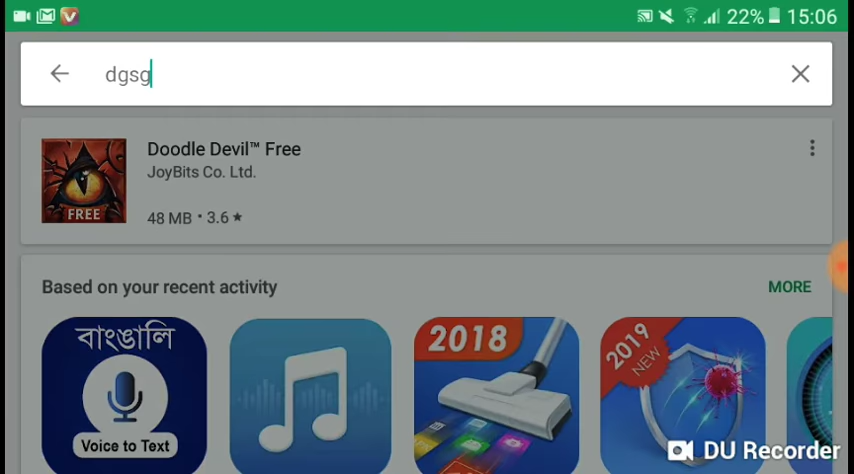 22% 15:06
dgsg
Doodle Devil™ Free
JoyBits Co. Ltd.
FREE
48 MB • 3.6 ★
Based on your recent activity
MORE
বাংঙালি
Voice to Text
2018
2019
NEW
DU Recorder